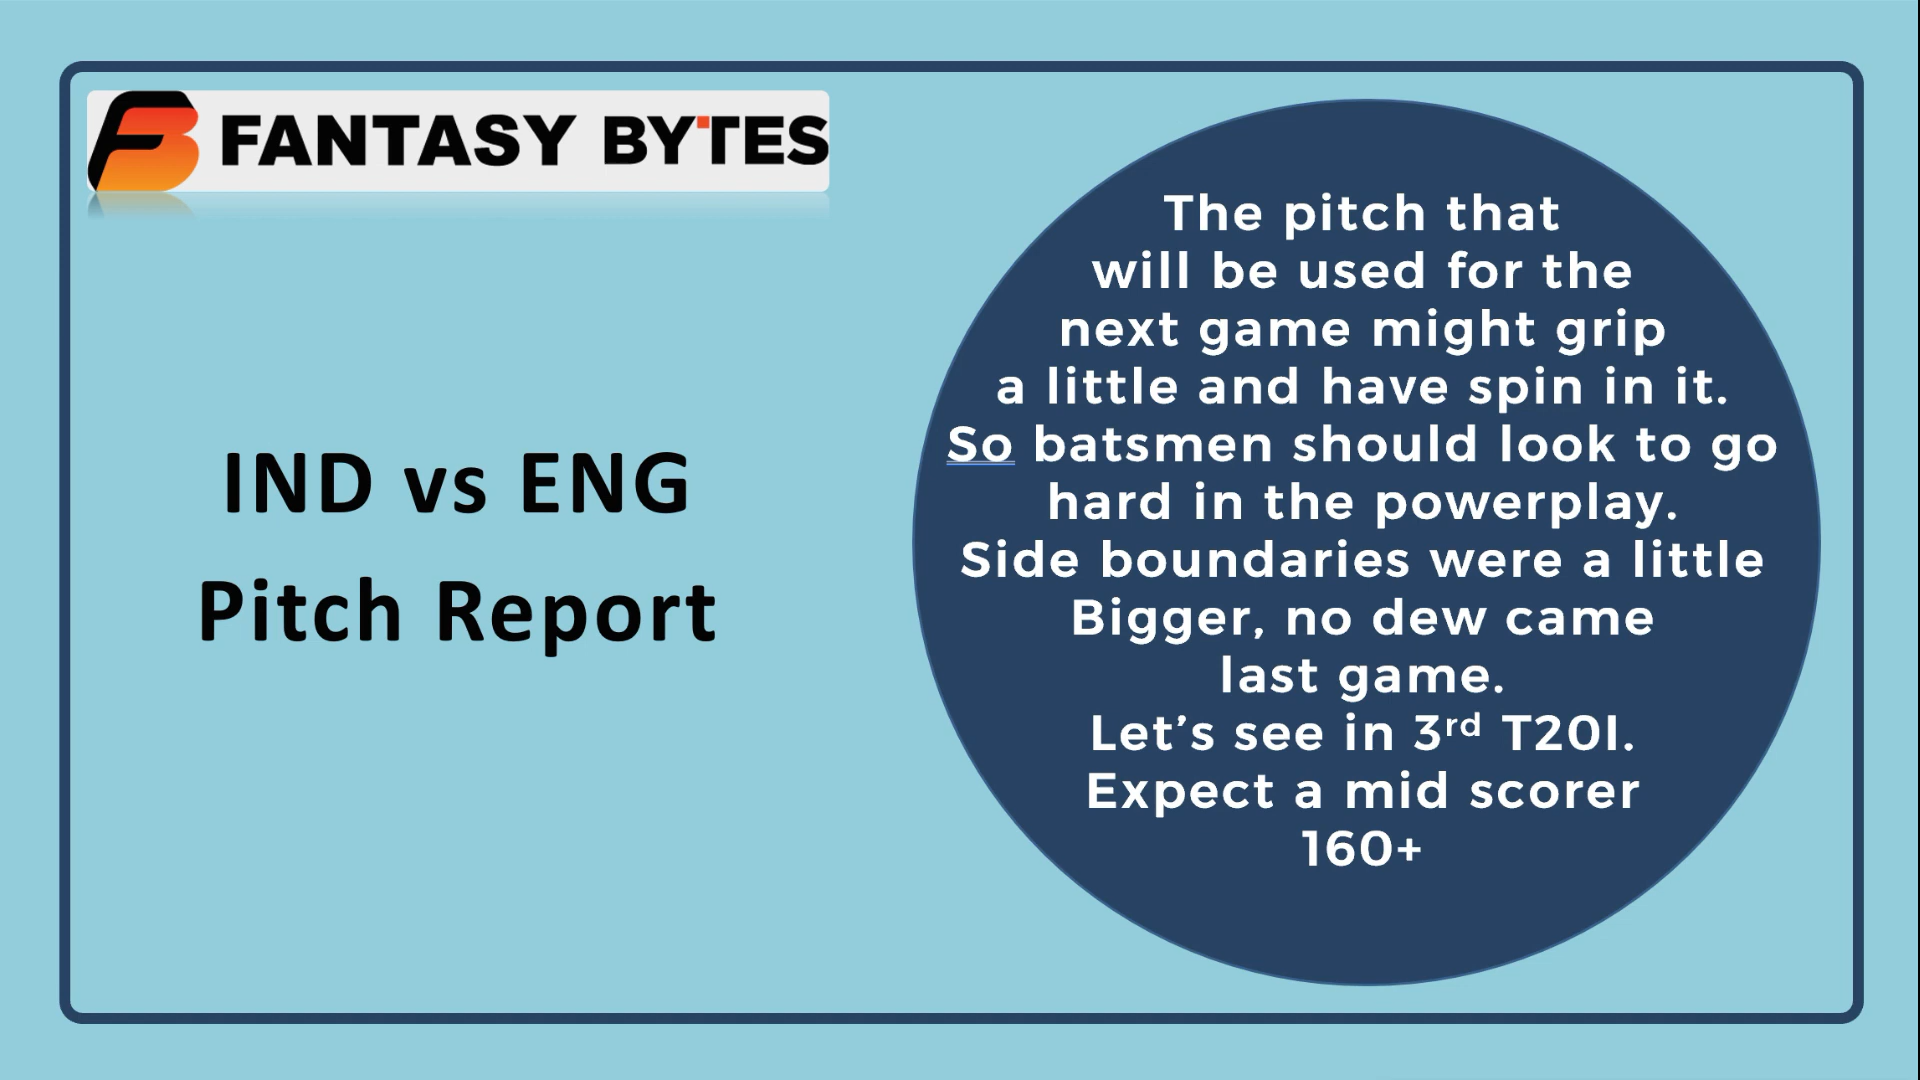 FANTASY BYTES
IND vs ENG
Pitch Report
The pitch that
will be used for the
next game might grip
a little and have spin in it.
So batsmen should look to go
hard in the powerplay.
Side boundaries were a little
Bigger, no dew came
last game.
Let’s see in 3rd T20I.
Expect a mid scorer
160+